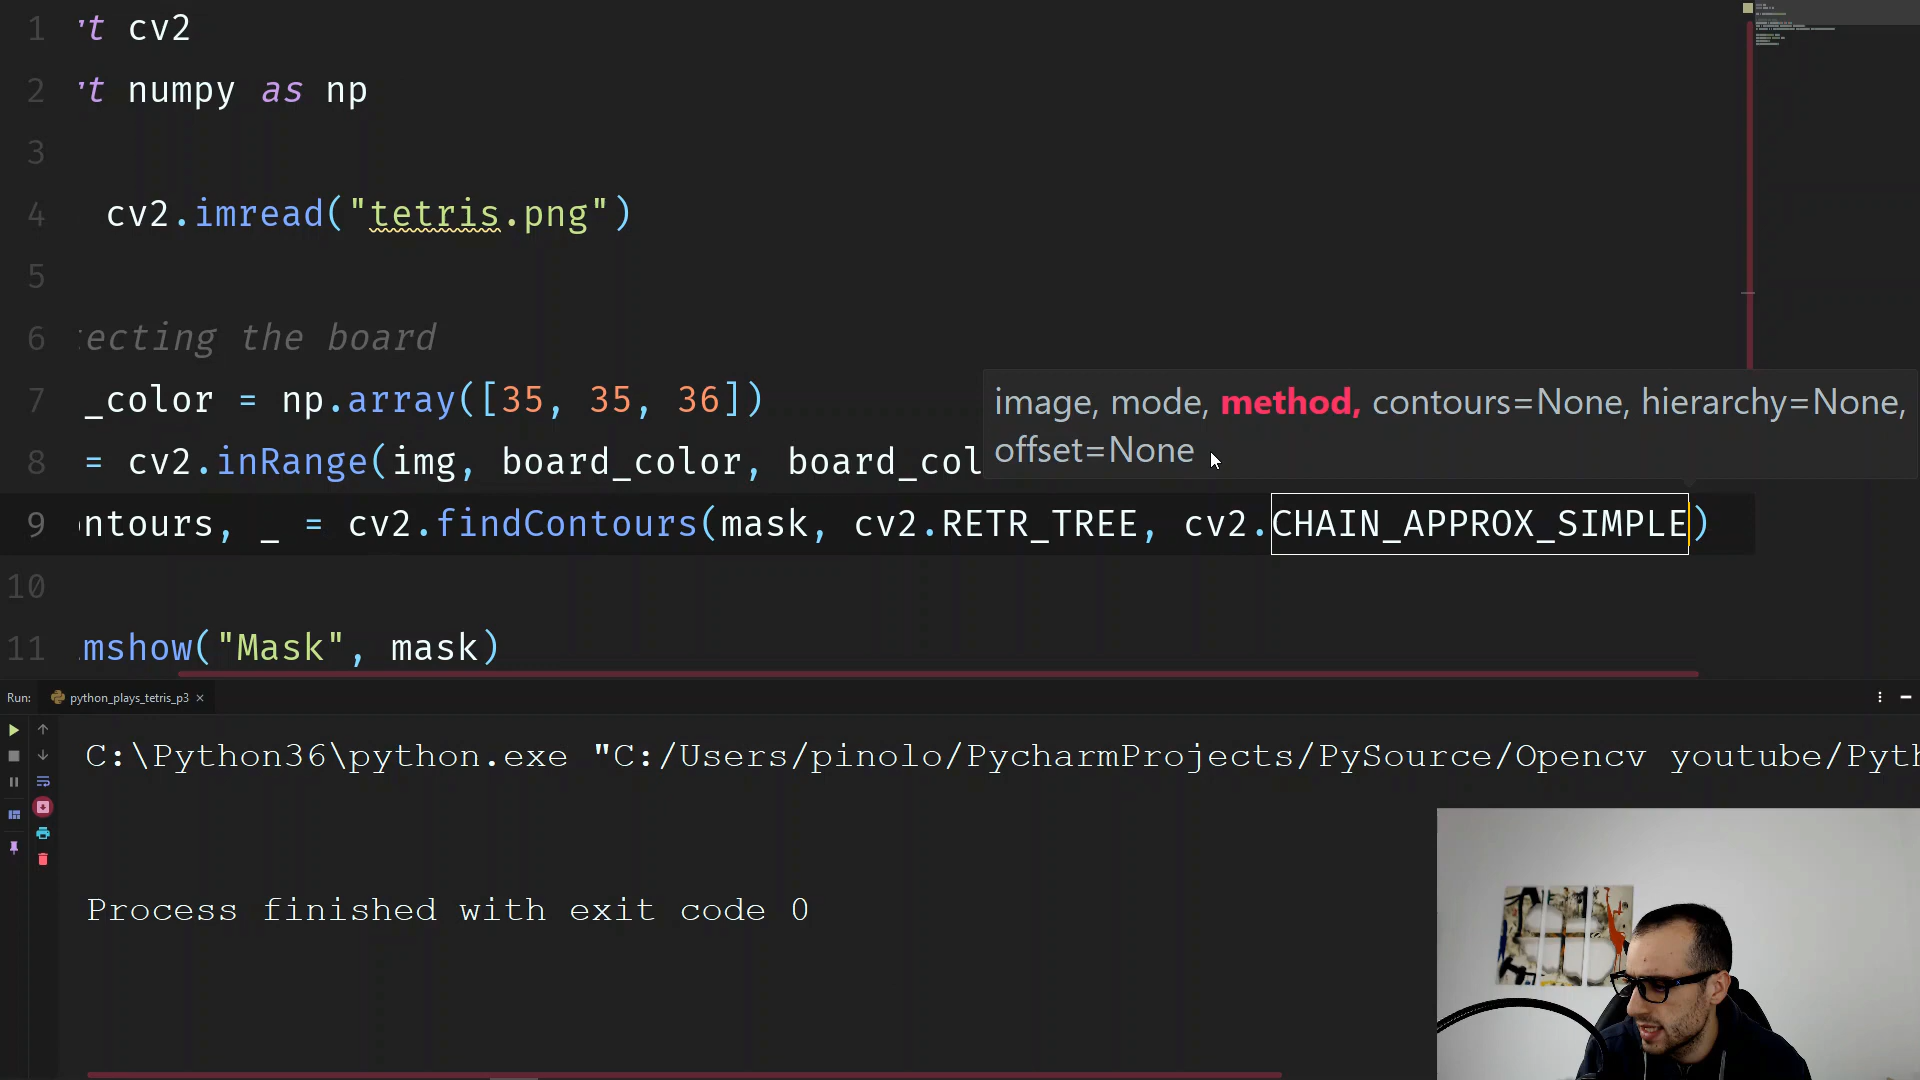 1 't cv2
2 't numpy as np
3
4 cv2.imread("tetris.png")
5
6 ecting the board
7 _color = np.array([35, 35, 36])
image, mode, method, contours=None, hierarchy=None,
offset=None
8 = cv2.inRange(img, board_color, board_col
9 ntours, _ = cv2.findContours(mask, cv2.RETR_TREE, cv2.CHAIN_APPROX_SIMPLE)
10
11 mshow("Mask", mask)
Run: python_plays_tetris_p3 ×
C:\Python36\python.exe "C:/Users/pinolo/PycharmProjects/PySource/Opencv youtube/Pyth
Process finished with exit code 0